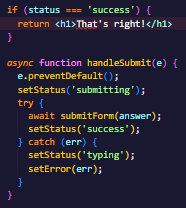 if (status === 'success') {
return <h1>That's right!</h1>
}
async function handleSubmit(e) {
e.preventDefault();
setStatus('submitting');
try {
await submitForm(answer);
setStatus('success');
} catch (err) {
setStatus('typing');
setError(err);
}
}